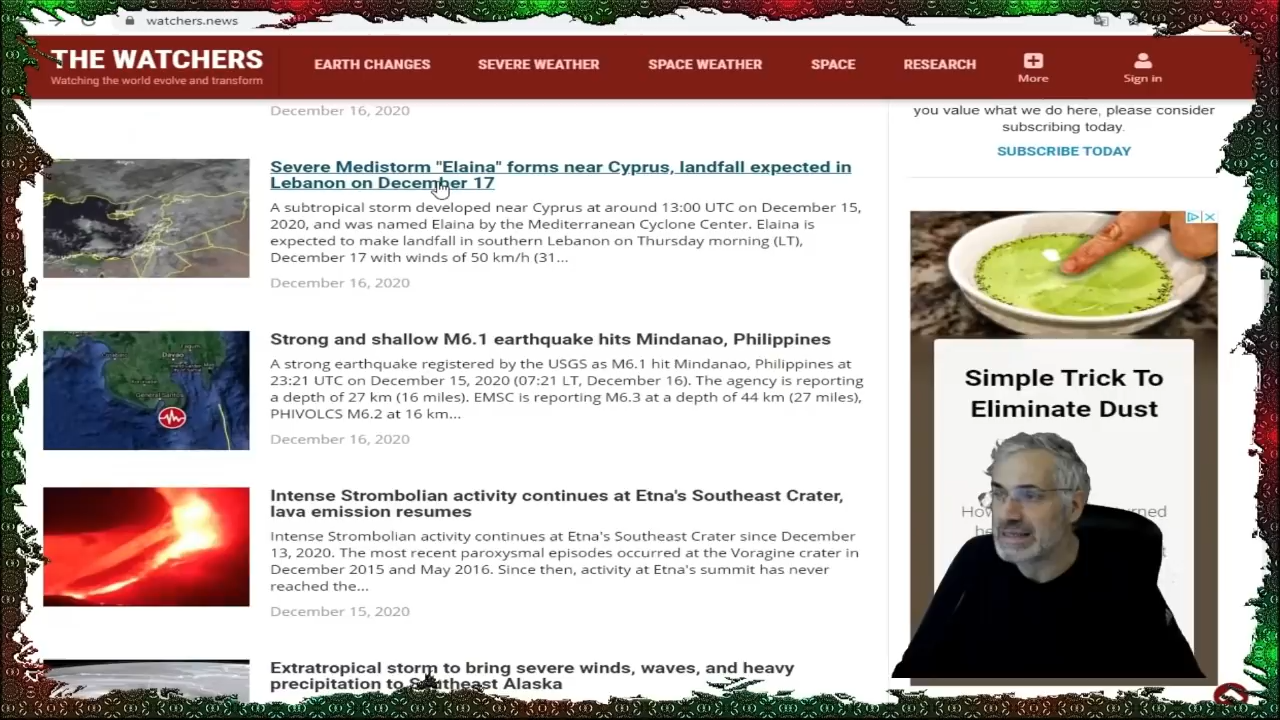 watchers.news
THE WATCHERS
Watching the world evolve and transform
EARTH CHANGES
SEVERE WEATHER
SPACE WEATHER
SPACE
RESEARCH
More
Sign in
December 16, 2020
Severe Medistorm "Elaina" forms near Cyprus, landfall expected in
Lebanon on December 17
A subtropical storm developed near Cyprus at around 13:00 UTC on December 15,
2020, and was named Elaina by the Mediterranean Cyclone Center. Elaina is
expected to make landfall in southern Lebanon on Thursday morning (LT),
December 17 with winds of 50 km/h (31...
December 16, 2020
Strong and shallow M6.1 earthquake hits Mindanao, Philippines
A strong earthquake registered by the USGS as M6.1 hit Mindanao, Philippines at
23:21 UTC on December 15, 2020 (07:21 LT, December 16). The agency is reporting
a depth of 27 km (16 miles). EMSC is reporting M6.3 at a depth of 44 km (27 miles),
PHIVOLCS M6.2 at 16 km...
December 16, 2020
Intense Strombolian activity continues at Etna's Southeast Crater,
lava emission resumes
Intense Strombolian activity continues at Etna's Southeast Crater since December
13, 2020. The most recent paroxysmal episodes occurred at the Voragine crater in
December 2015 and May 2016. Since then, activity at Etna's summit has never
reached the...
December 15, 2020
Extratropical storm to bring severe winds, waves, and heavy
precipitation to Southeast Alaska
you value what we do here, please consider
subscribing today.
SUBSCRIBE TODAY
Simple Trick To
Eliminate Dust
Davao